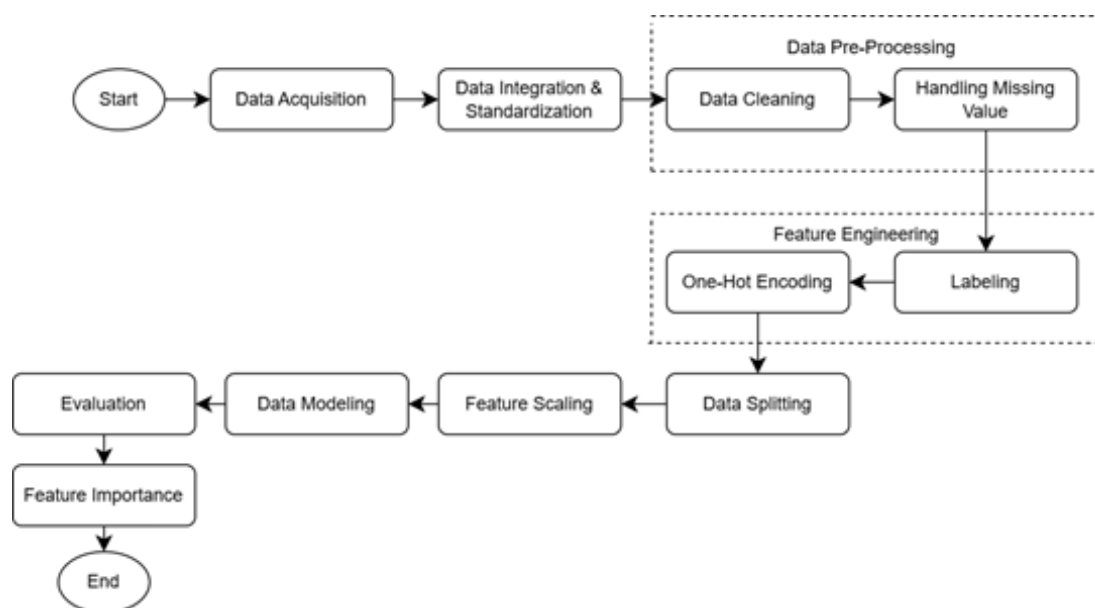 Data Pre-Processing
Start
Data Acquisition
Data Integration &
Standardization
Data Cleaning
Handling Missing
Value
Feature Engineering
Labeling
One-Hot Encoding
Data Splitting
Feature Scaling
Data Modeling
Evaluation
Feature Importance
End